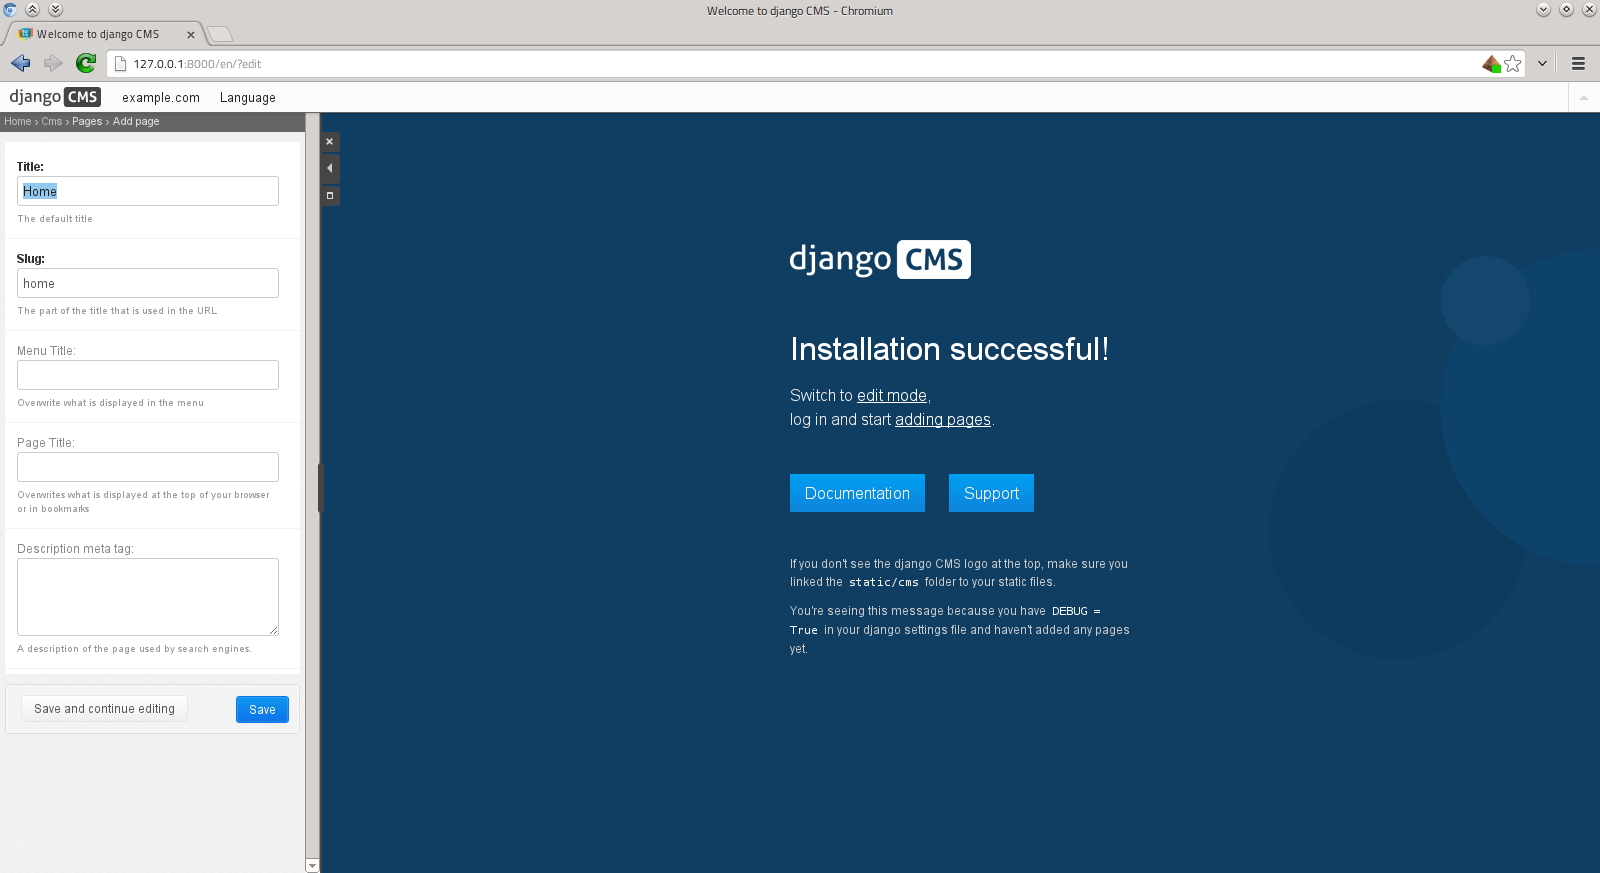 Welcome to django CMS - Chromium
Welcome to django CMS
127.0.0.1:8000/en/?edit
django CMS
example.com
Language
Home › Cms › Pages › Add page
Title:
Home
The default title
Slug:
home
The part of the title that is used in the URL
Menu Title:
Overwrite what is displayed in the menu
Page Title:
Overwrites what is displayed at the top of your browser
or in bookmarks
Description meta tag:
A description of the page used by search engines.
Save and continue editing
Save
django CMS
Installation successful!
Switch to edit mode,
log in and start adding pages.
Documentation
Support
If you don't see the django CMS logo at the top, make sure you
linked the static/cms folder to your static files.
You're seeing this message because you have DEBUG =
True in your django settings file and haven't added any pages
yet.